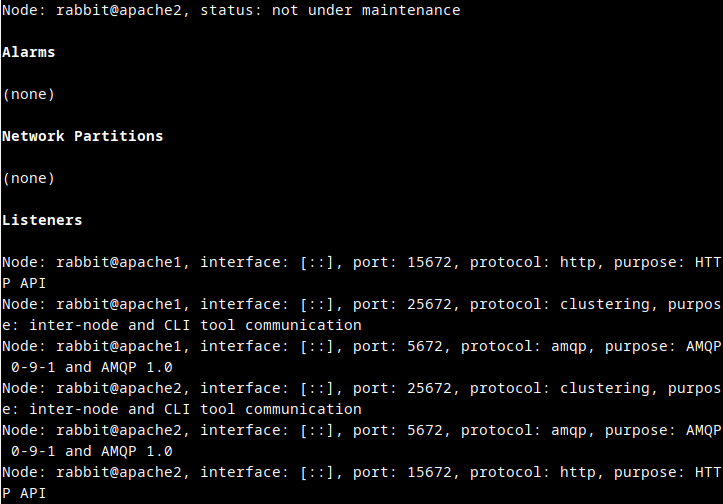 Node: rabbit@apache2, status: not under maintenance
Alarms
(none)
Network Partitions
(none)
Listeners
Node: rabbit@apache1, interface: [::], port: 15672, protocol: http, purpose: HTT
P API
Node: rabbit@apache1, interface: [::], port: 25672, protocol: clustering, purpos
e: inter-node and CLI tool communication
Node: rabbit@apache1, interface: [::], port: 5672, protocol: amqp, purpose: AMQP
 0-9-1 and AMQP 1.0
Node: rabbit@apache2, interface: [::], port: 25672, protocol: clustering, purpos
e: inter-node and CLI tool communication
Node: rabbit@apache2, interface: [::], port: 5672, protocol: amqp, purpose: AMQP
 0-9-1 and AMQP 1.0
Node: rabbit@apache2, interface: [::], port: 15672, protocol: http, purpose: HTT
P API